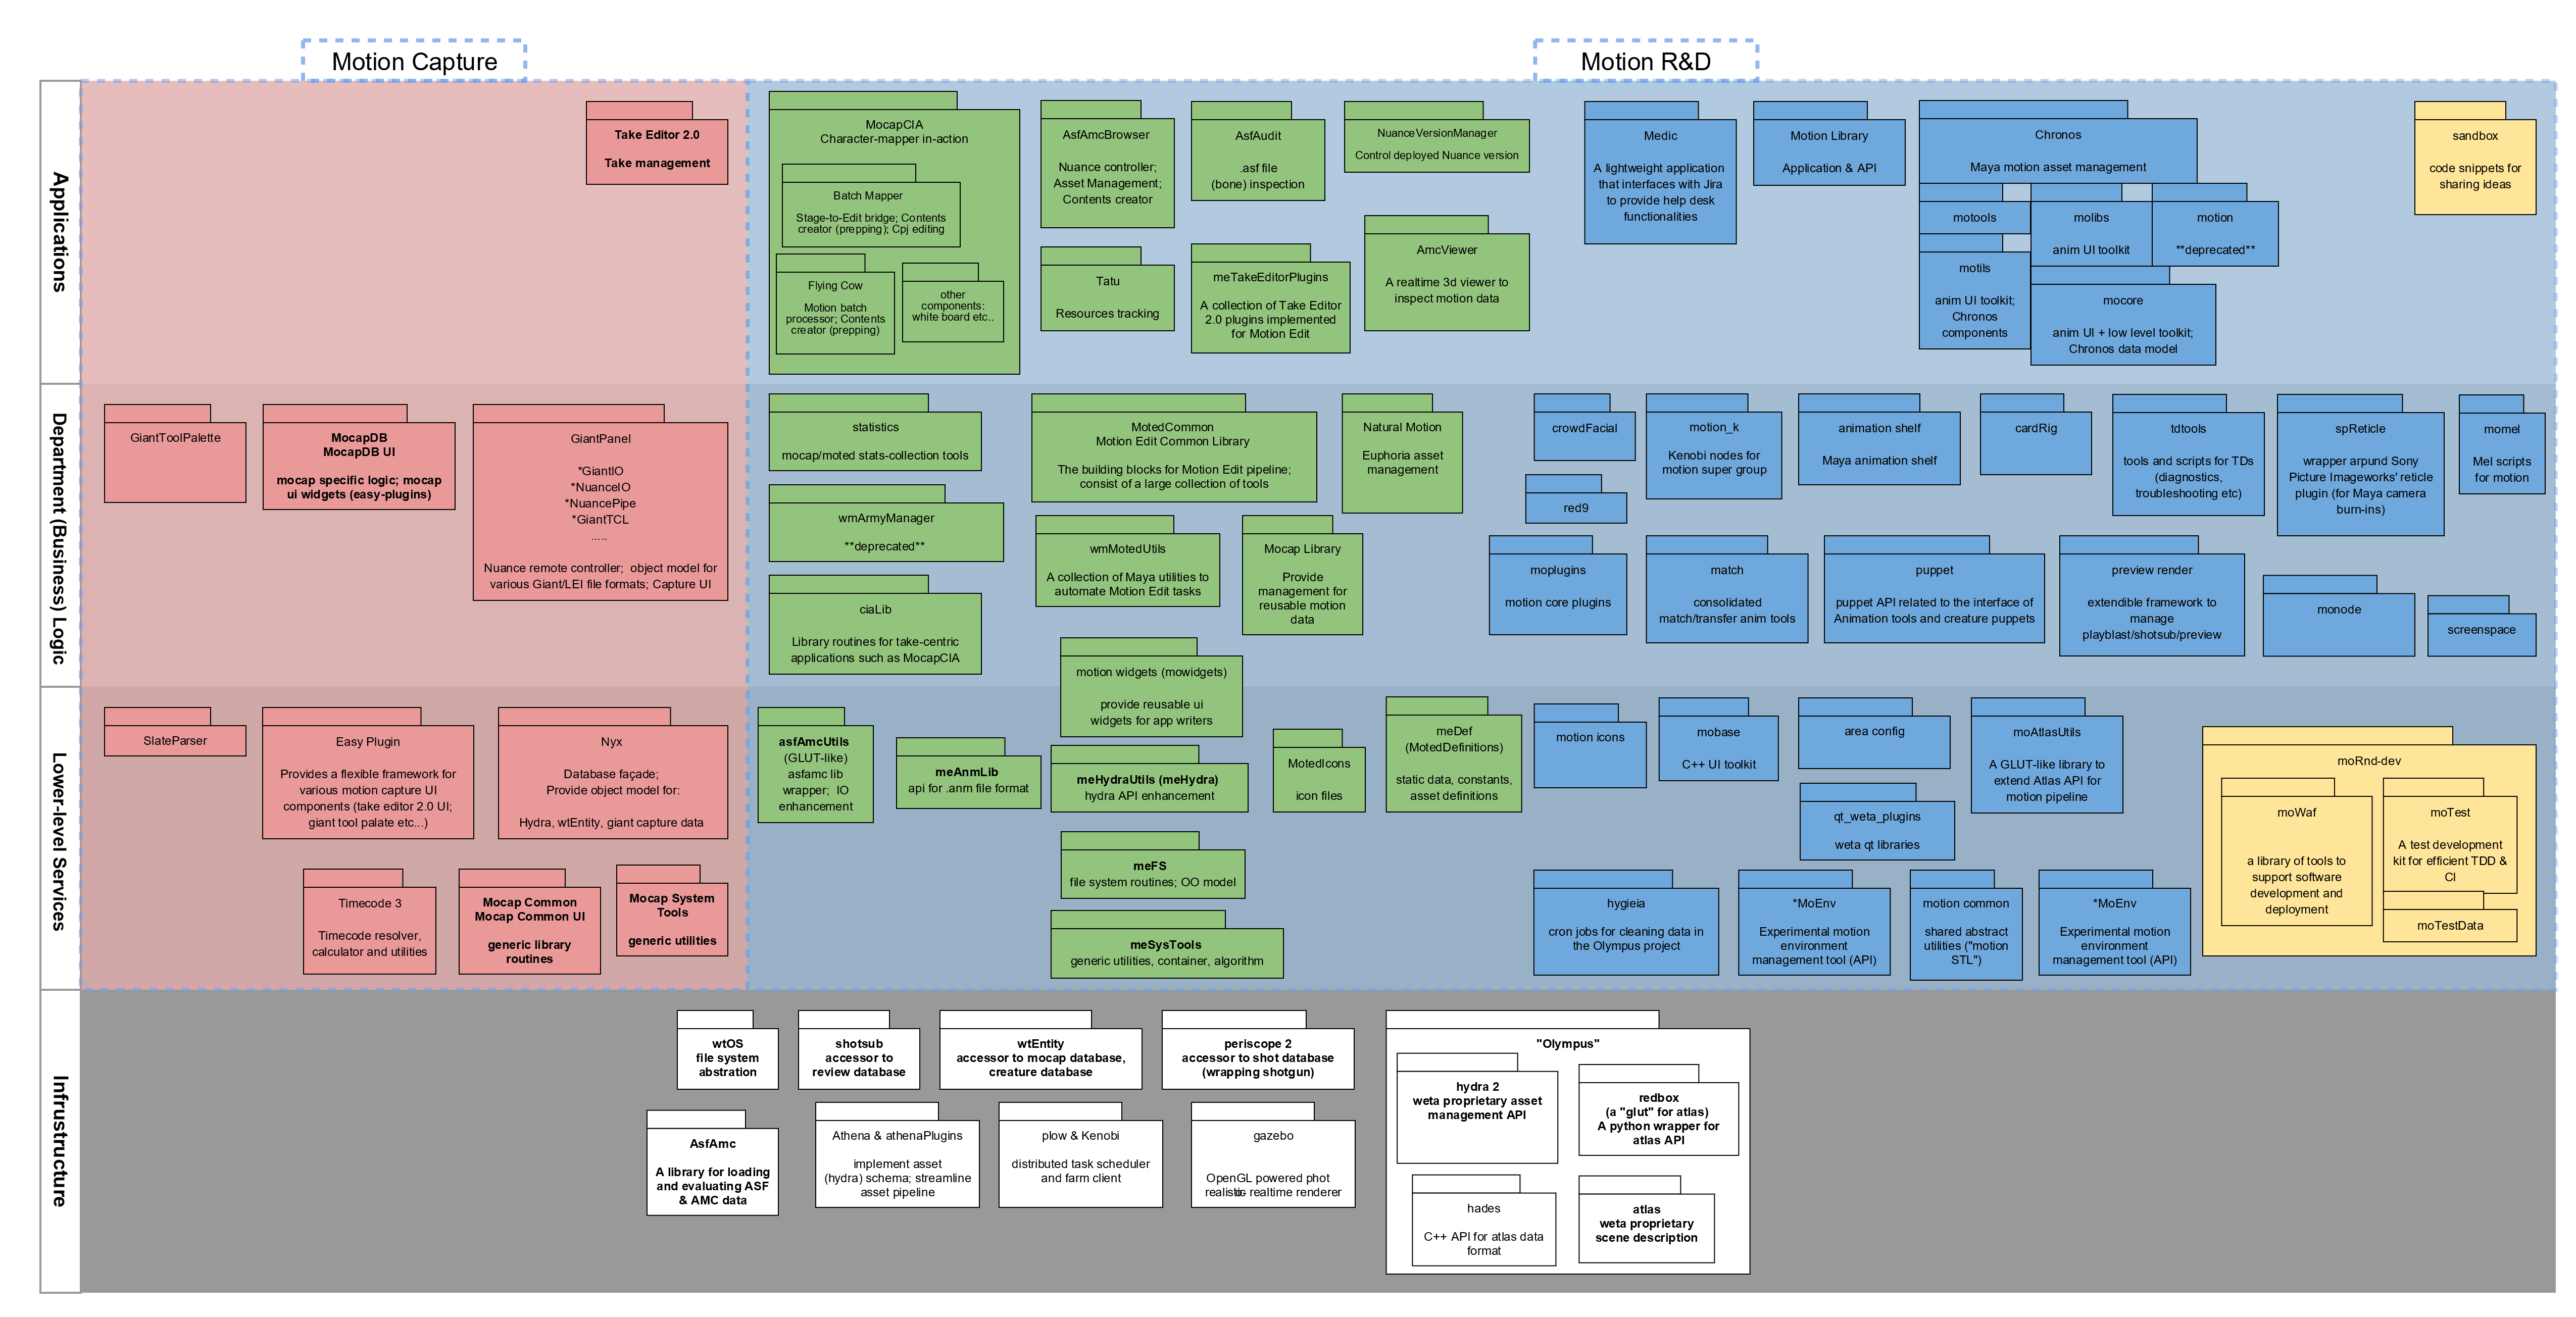 Motion Capture
Motion R&D
Applications
Take Editor 2.0
Take management
MocapCIA
Character-mapper in-action
Batch Mapper
Stage-to-Edit bridge; Contents
creator (prepping); Cpj editing
Flying Cow
Motion batch
processor; Contents
creator (prepping)
other
components:
white board etc..
AsfAmcBrowser
Nuance controller;
Asset Management;
Contents creator
Tatu
Resources tracking
AsfAudit
.asf file
(bone) inspection
meTakeEditorPlugins
A collection of Take Editor
2.0 plugins implemented
for Motion Edit
NuanceVersionManager
Control deployed Nuance version
AmcViewer
A realtime 3d viewer to
inspect motion data
Medic
A lightweight application
that interfaces with Jira
to provide help desk
functionalities
Motion Library
Application & API
Chronos
Maya motion asset management
motools
molibs
anim UI toolkit
motion
**deprecated**
motils
anim UI toolkit;
Chronos
components
mocore
anim UI + low level toolkit;
Chronos data model
sandbox
code snippets for
sharing ideas
Department (Business) Logic
GiantToolPalette
MocapDB
MocapDB UI
mocap specific logic; mocap
ui widgets (easy-plugins)
GiantPanel
*GiantIO
*NuanceIO
*NuancePipe
*GiantTCL
.....
Nuance remote controller;  object model for
various Giant/LEI file formats; Capture UI
statistics
mocap/moted stats-collection tools
wmArmyManager
**deprecated**
ciaLib
Library routines for take-centric
applications such as MocapCIA
MotedCommon
Motion Edit Common Library
The building blocks for Motion Edit pipeline;
consist of a large collection of tools
wmMotedUtils
A collection of Maya utilities to
automate Motion Edit tasks
Mocap Library
Provide
management for
reusable motion
data
Natural Motion
Euphoria asset
management
motion widgets (mowidgets)
provide reusable ui
widgets for app writers
crowdFacial
red9
motion_k
Kenobi nodes for
motion super group
animation shelf
Maya animation shelf
cardRig
tdtools
tools and scripts for TDs
(diagnostics,
troubleshooting etc)
spReticle
wrapper arpund Sony
Picture Imageworks' reticle
plugin (for Maya camera
burn-ins)
momel
Mel scripts
for motion
moplugins
motion core plugins
match
consolidated
match/transfer anim tools
puppet
puppet API related to the interface of
Animation tools and creature puppets
preview render
extendible framework to
manage
playblast/shotsub/preview
monode
screenspace
Lower-level Services
SlateParser
Easy Plugin
Provides a flexible framework for
various motion capture UI
components (take editor 2.0 UI;
giant tool palate etc...)
Nyx
Database façade;
Provide object model for:
Hydra, wtEntity, giant capture data
Timecode 3
Timecode resolver,
calculator and utilities
Mocap Common
Mocap Common UI
generic library
routines
Mocap System
Tools
generic utilities
asfAmcUtils
(GLUT-like)
asfamc lib
wrapper;  IO
enhancement
meAnmLib
api for .anm file format
meHydraUtils (meHydra)
hydra API enhancement
meFS
file system routines; OO model
meSysTools
generic utilities, container, algorithm
MotedIcons
icon files
meDef
(MotedDefinitions)
static data, constants,
asset definitions
motion icons
mobase
C++ UI toolkit
area config
qt_weta_plugins
weta qt libraries
moAtlasUtils
A GLUT-like library to
extend Atlas API for
motion pipeline
hygieia
cron jobs for cleaning data in
the Olympus project
*MoEnv
Experimental motion
environment
management tool (API)
motion common
shared abstract
utilities ("motion
STL")
*MoEnv
Experimental motion
environment
management tool (API)
moRnd-dev
moWaf
a library of tools to
support software
development and
deployment
moTest
A test development
kit for efficient TDD &
CI
moTestData
Infrustructure
wtOS
file system
abstration
shotsub
accessor to
review database
wtEntity
accessor to mocap database,
creature database
periscope 2
accessor to shot database
(wrapping shotgun)
AsfAmc
A library for loading
and evaluating ASF
& AMC data
Athena & athenaPlugins
implement asset
(hydra) schema; streamline
asset pipeline
plow & Kenobi
distributed task scheduler
and farm client
gazebo
OpenGL powered phot
realistic realtime renderer
"Olympus"
hydra 2
weta proprietary asset
management API
redbox
(a "glut" for atlas)
A python wrapper for
atlas API
hades
C++ API for atlas data
format
atlas
weta proprietary
scene description